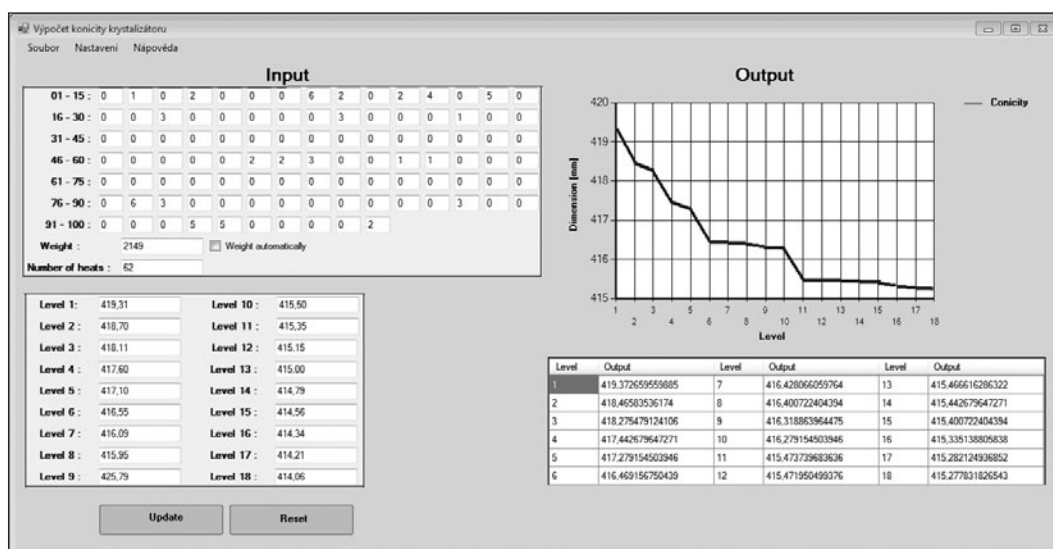 Výpočet konicity krystalizátoru
Soubor Nastavení Nápověda
Input
01 - 15 : 0 1 0 2 0 0 0 6 2 0 2 4 0 5 0
16 - 30 : 0 0 3 0 0 0 0 0 3 0 0 0 1 0 0
31 - 45 : 0 0 0 0 0 0 0 0 0 0 0 0 0 0 0
46 - 60 : 0 0 0 0 0 2 2 3 0 0 1 1 0 0 0
61 - 75 : 0 0 0 0 0 0 0 0 0 0 0 0 0 0 0
76 - 90 : 0 6 3 0 0 0 0 0 0 0 0 0 3 0 0
91 - 100 : 0 0 0 5 5 0 0 0 0 2
Weight : 2149 Weight automatically
Number of heats : 62
Level 1: 419,31 Level 10 : 415,50
Level 2 : 418,70 Level 11 : 415,35
Level 3 : 418,11 Level 12 : 415,15
Level 4 : 417,60 Level 13 : 415,00
Level 5 : 417,10 Level 14 : 414,79
Level 6 : 416,55 Level 15 : 414,56
Level 7 : 416,09 Level 16 : 414,34
Level 8 : 415,95 Level 17 : 414,21
Level 9 : 425,79 Level 18 : 414,06
Update Reset
Output
Conicity
Dimension [mm]
420
419
418
417
416
415
1 3 5 7 9 11 13 15 17
2 4 6 8 10 12 14 16 18
Level
Level Output Level Output Level Output
1 419,372659559885 7 416,428066059764 13 415,466616286322
2 418,46583536174 8 416,400722404394 14 415,442679647271
3 418,275479124106 9 416,318863964475 15 415,400722404394
4 417,442679647271 10 416,279154503946 16 415,335138805838
5 417,279154503946 11 415,473739683636 17 415,282124936852
6 416,469156750439 12 415,471950499376 18 415,277831826543